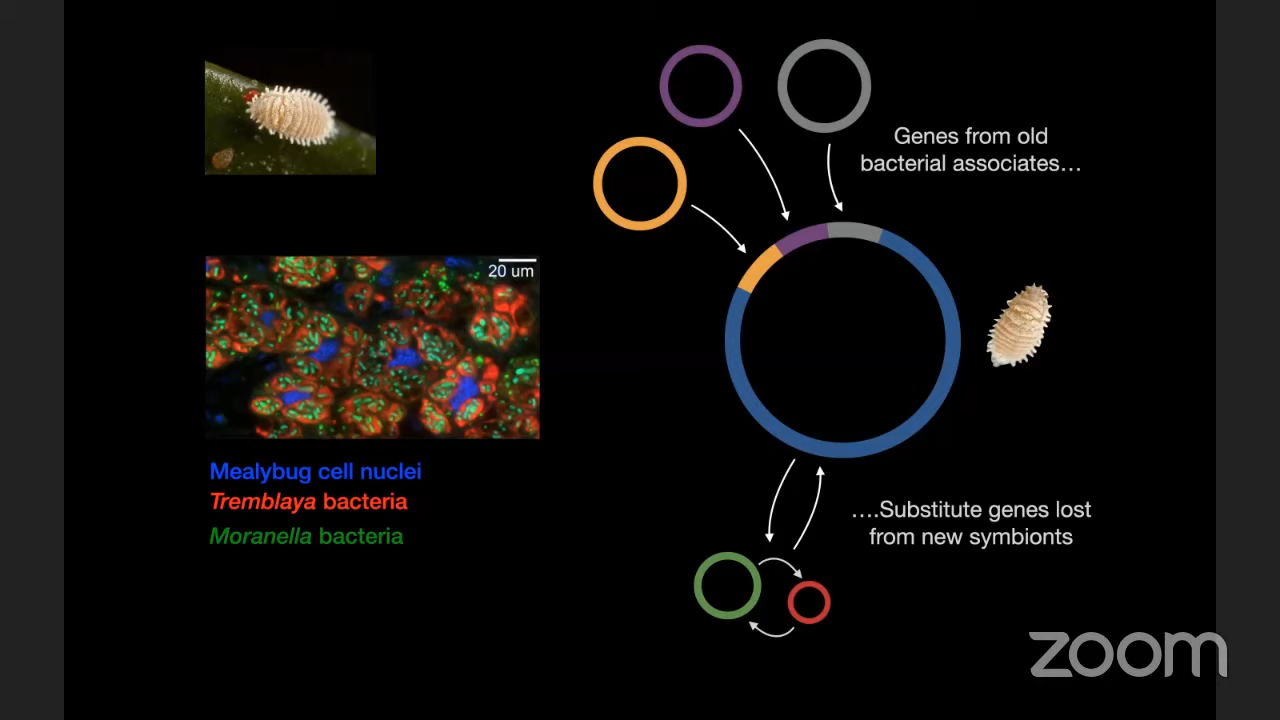 Genes from old
bacterial associates…
20 um
Mealybug cell nuclei
Tremblaya bacteria
Moranella bacteria
….Substitute genes lost
from new symbionts
zoom